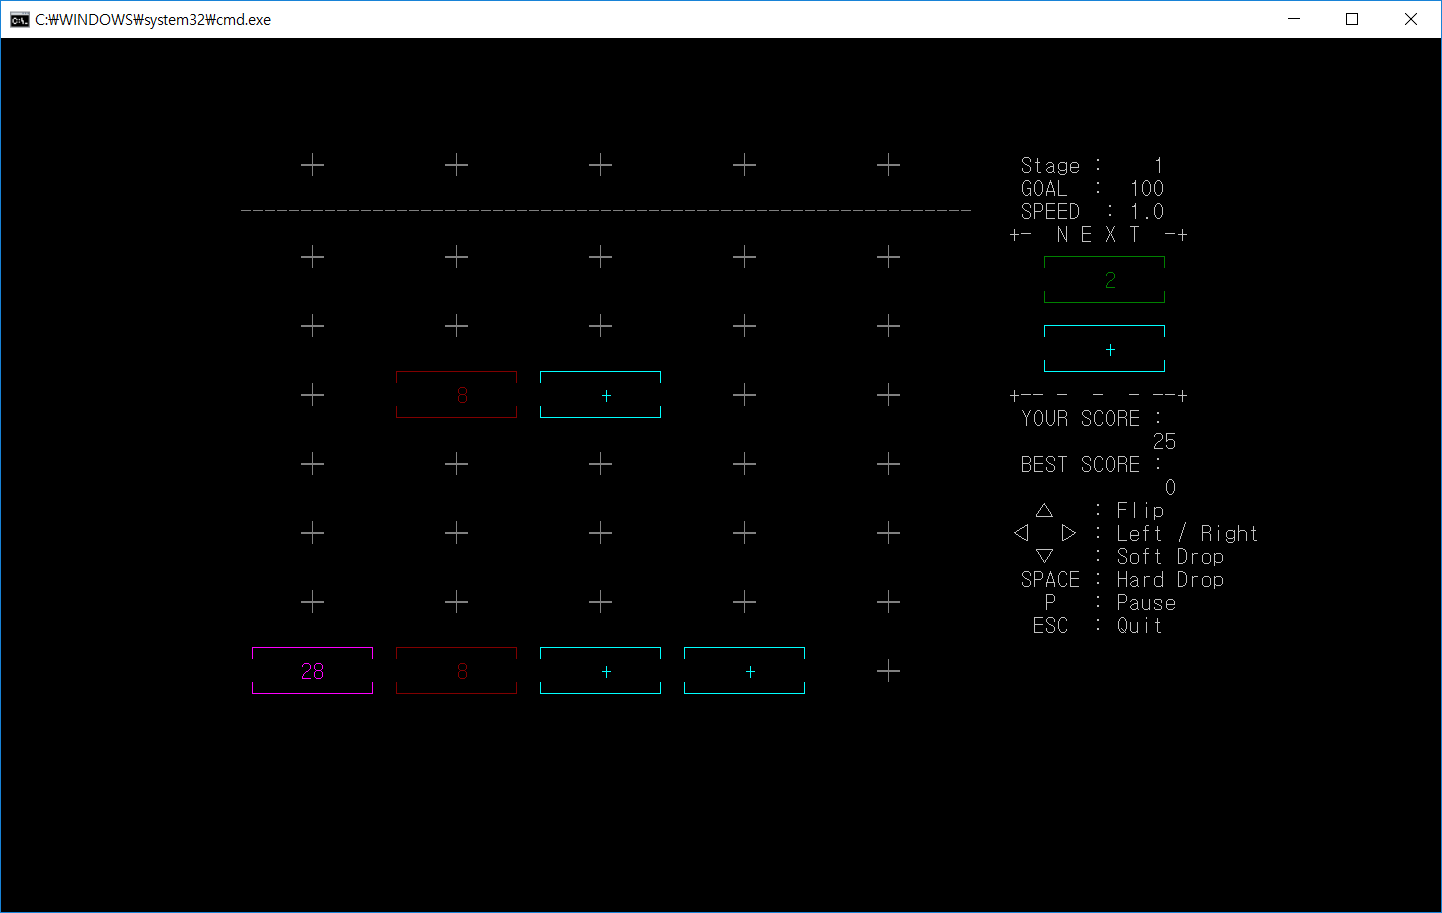 C:₩WINDOWS₩system32₩cmd.exe
Stage : 1
GOAL : 100
SPEED : 1.0
+- N E X T -+
2
+
+-- - - - --+
8 +
YOUR SCORE :
25
BEST SCORE :
0
△ : Flip
◁ ▷ : Left / Right
▽ : Soft Drop
SPACE : Hard Drop
P : Pause
ESC : Quit
28 8 + +